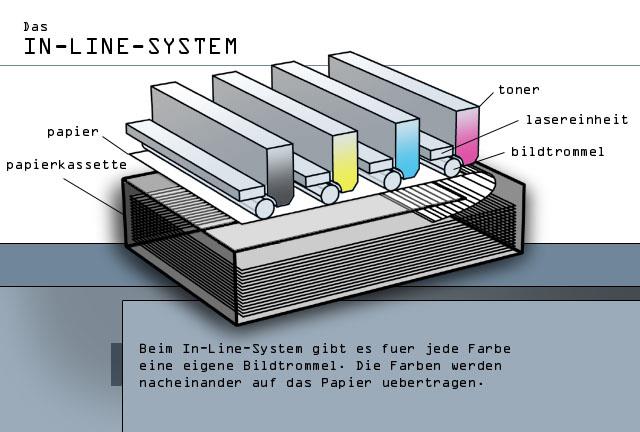 Das
IN-LINE-SYSTEM
toner
lasereinheit
papier
bildtrommel
papierkassette
Beim In-Line-System gibt es fuer jede Farbe
eine eigene Bildtrommel. Die Farben werden
nacheinander auf das Papier uebertragen.